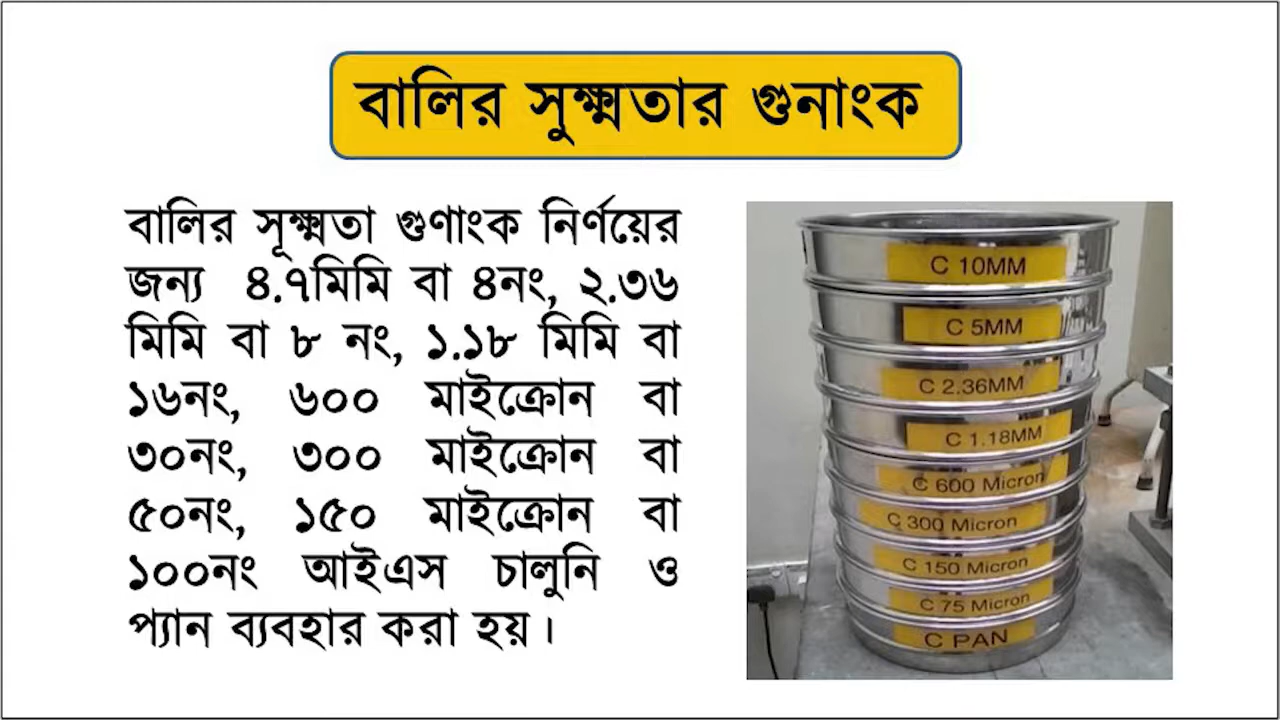 বালির সুক্ষ্মতার গুনাংক
বালির সূক্ষ্মতা গুণাংক নির্ণয়ের
জন্য ৪.৭মিমি বা ৪নং, ২.৩৬
মিমি বা ৮ নং, ১.১৮ মিমি বা
১৬নং, ৬০০ মাইক্রোন বা
৩০নং, ৩০০ মাইক্রোন বা
৫০নং, ১৫০ মাইক্রোন বা
১০০নং আইএস চালুনি ও
প্যান ব্যবহার করা হয়।
C 10MM
C 5MM
C 2.36MM
C 1.18MM
C 600 Micron
C 300 Micron
C 150 Micron
C 75 Micron
C PAN